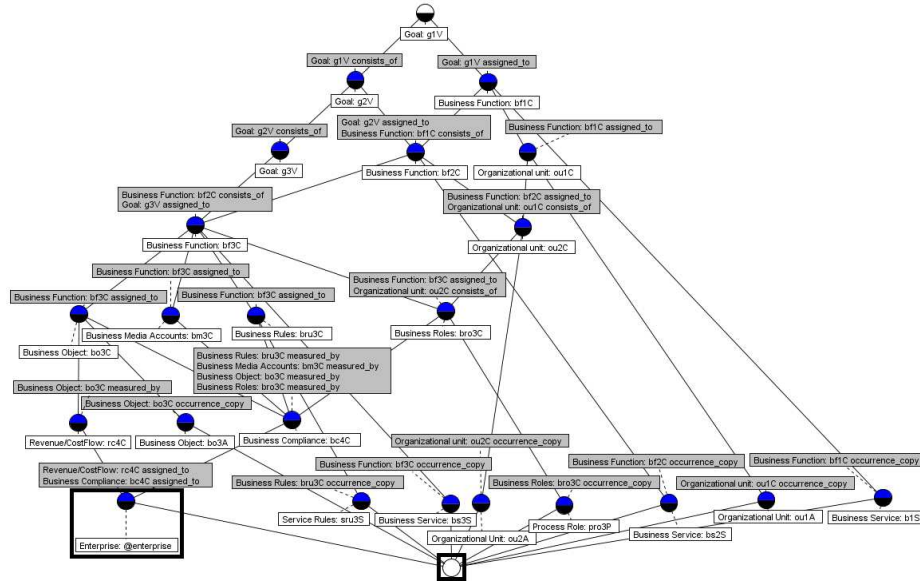 Goal: g1V
Goal: g1V consists_of
Goal: g1V assigned_to
Goal: g2V
Business Function: bf1C
Goal: g2V assigned_to
Business Function: bf1C consists_of
Goal: g2V consists_of
Business Function: bf1C assigned_to
Goal: g3V
Business Function: bf2C
Organizational unit: ou1C
Business Function: bf2C consists_of
Goal: g3V assigned_to
Business Function: bf2C assigned_to
Organizational unit: ou1C consists_of
Business Function: bf3C
Organizational unit: ou2C
Business Function: bf3C assigned_to
Business Function: bf3C assigned_to
Business Function: bf3C assigned_to
Business Function: bf3C assigned_to
Organizational unit: ou2C consists_of
Business Media Accounts: bm3C
Business Rules: bru3C
Business Roles: bro3C
Business Object: bo3C
Business Rules: bru3C measured_by
Business Media Accounts: bm3C measured_by
Business Object: bo3C measured_by
Business Roles: bro3C measured_by
Business Object: bo3C measured_by
Business Object: bo3C occurrence_copy
Revenue/CostFlow: rc4C
Business Object: bo3A
Business Compliance: bc4C
Organizational unit: ou2C occurrence_copy
Revenue/CostFlow: rc4C assigned_to
Business Compliance: bc4C assigned_to
Business Function: bf3C occurrence_copy
Business Function: bf2C occurrence_copy
Business Function: bf1C occurrence_copy
Business Rules: bru3C occurrence_copy
Business Roles: bro3C occurrence_copy
Organizational unit: ou1C occurrence_copy
Service Rules: sru3S
Business Service: bs3S
Process Role: pro3P
Organizational Unit: ou1A
Business Service: b1S
Enterprise: @enterprise
Organizational Unit: ou2A
Business Service: bs2S